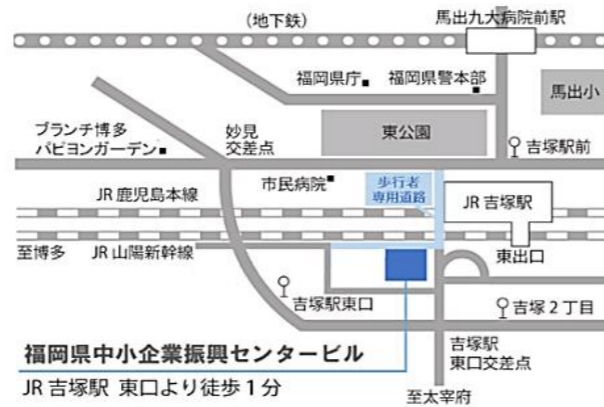 （地下鉄）
馬出九大病院前駅
福岡県庁
福岡県警本部
馬出小
ブランチ博多
パピヨンガーデン
妙見
交差点
東公園
吉塚駅前
市民病院
歩行者
専用道路
JR 鹿児島本線
JR 吉塚駅
至博多
JR 山陽新幹線
東出口
吉塚駅東口
吉塚２丁目
福岡県中小企業振興センタービル
JR 吉塚駅 東口より徒歩１分
吉塚駅
東口交差点
至太宰府